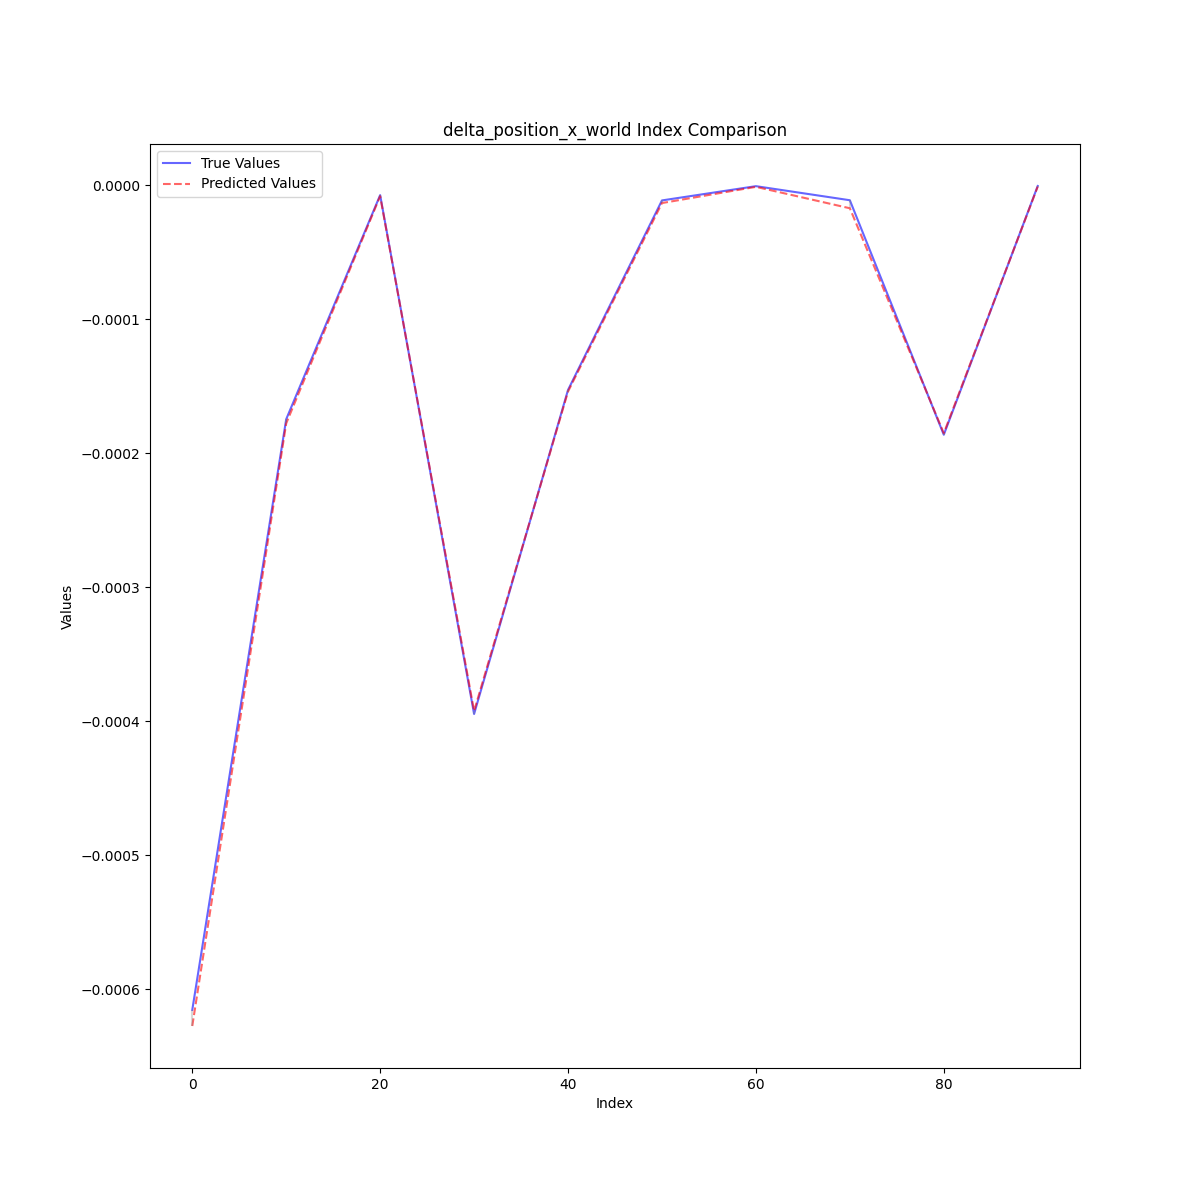 delta_position_x_world Index Comparison
True Values
Predicted Values
0.0000
−0.0001
−0.0002
−0.0003
−0.0004
−0.0005
−0.0006
Values
0 20 40 60 80
Index